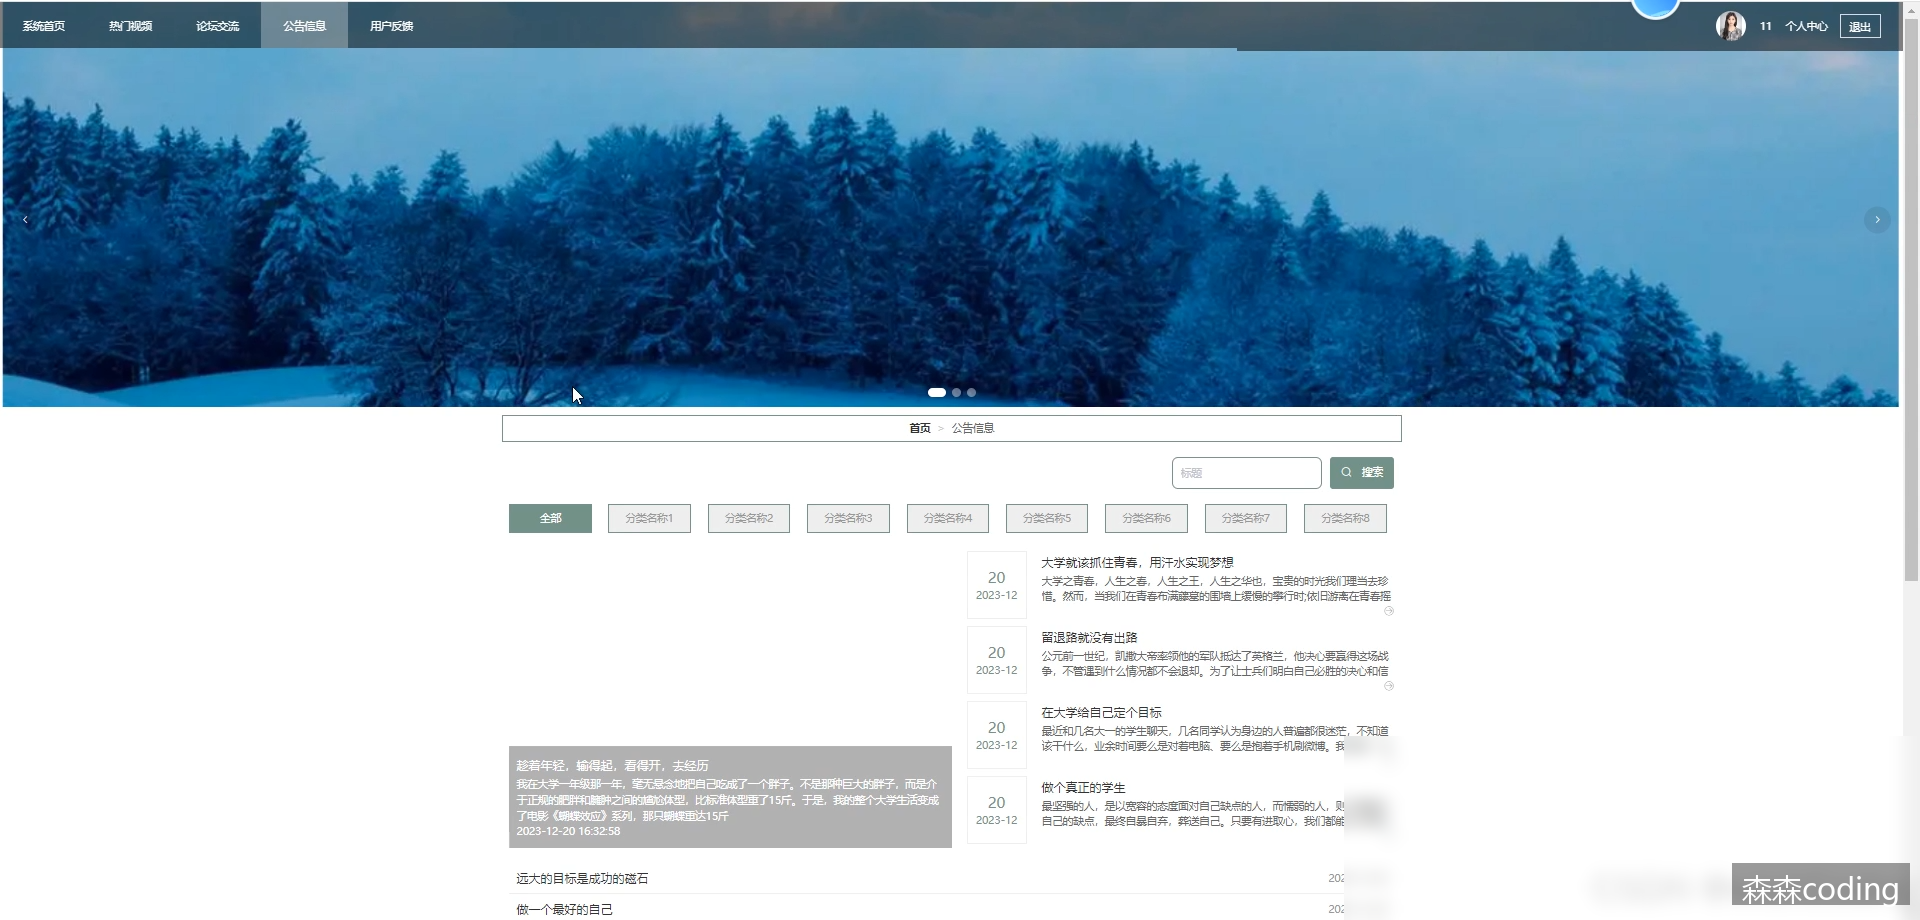 系统首页
热门视频
论坛交流
公告信息
用户反馈
11
个人中心
退出
首页 > 公告信息
标题
搜索
全部
分类名称1
分类名称2
分类名称3
分类名称4
分类名称5
分类名称6
分类名称7
分类名称8
趁着年轻，输得起，看得开，去经历
我在大学一年级那一年，毫无悬念地把自己吃成了一个胖子。不是那种巨大的胖子，而是介
于正规的肥胖和臃肿之间的尴尬体型，比标准体型重了15斤。于是，我的整个大学生活变成
了电影《蝴蝶效应》系列，那只蝴蝶重达15斤
2023-12-20 16:32:58
20
2023-12
大学就该抓住青春，用汗水实现梦想
大学之青春，人生之春，人生之王，人生之华也，宝贵的时光我们理当去珍
惜。然而，当我们在青春布满藤蔓的围墙上缓慢的攀行时;依旧游离在青春摇
20
2023-12
留退路就没有出路
公元前一世纪，凯撒大帝率领他的军队抵达了英格兰，他决心要赢得这场战
争，不管遇到什么情况都不会退却。为了让士兵们明白自己必胜的决心和信
20
2023-12
在大学给自己定个目标
最近和几名大一的学生聊天，几名同学认为身边的人普遍都很迷茫，不知道
该干什么，业余时间要么是对着电脑、要么是抱着手机刷微博。我
20
2023-12
做个真正的学生
最坚强的人，是以宽容的态度面对自己缺点的人，而懦弱的人，则
自己的缺点，最终自暴自弃，葬送自己。只要有进取心，我们都能
远大的目标是成功的磁石
202
做一个最好的自己
202
森森coding